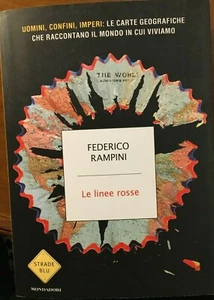 UOMINI, CONFINI, IMPERI: LE CARTE GEOGRAFICHE
CHE RACCONTANO IL MONDO IN CUI VIVIAMO
THE WORLD
FEDERICO
RAMPINI
Le linee rosse
STRADE
BLU
MONDADORI